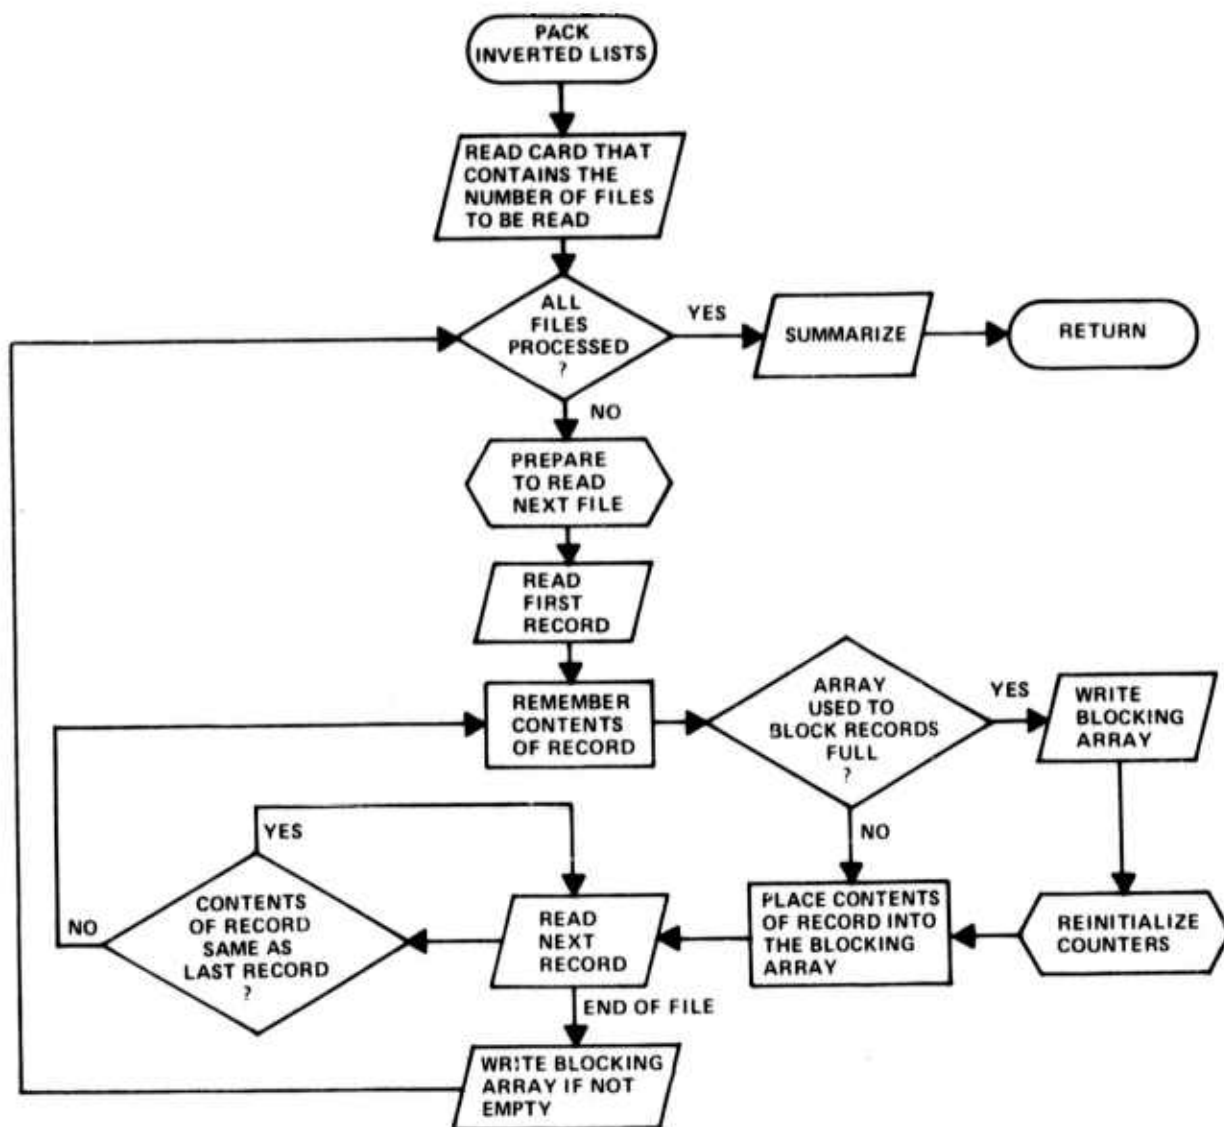 PACK
INVERTED LISTS
READ CARD THAT
CONTAINS THE
NUMBER OF FILES
TO BE READ
ALL
FILES
PROCESSED
?
YES
SUMMARIZE
RETURN
NO
PREPARE
TO READ
NEXT FILE
READ
FIRST
RECORD
REMEMBER
CONTENTS
OF RECORD
ARRAY
USED TO
BLOCK RECORDS
FULL
?
YES
WRITE
BLOCKING
ARRAY
NO
REINITIALIZE
COUNTERS
PLACE CONTENTS
OF RECORD INTO
THE BLOCKING
ARRAY
READ
NEXT
RECORD
YES
CONTENTS
OF RECORD
SAME AS
LAST RECORD
?
NO
END OF FILE
WRITE BLOCKING
ARRAY IF NOT
EMPTY